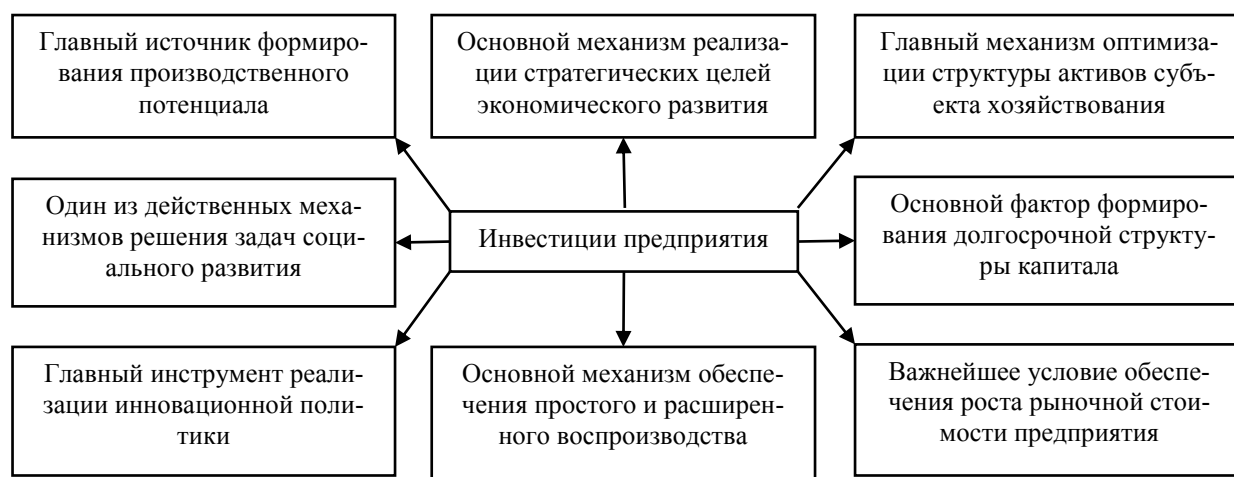 Главный источник формиро-
вания производственного
потенциала
Основной механизм реализа-
ции стратегических целей
экономического развития
Главный механизм оптимиза-
ции структуры активов субъ-
екта хозяйствования
Один из действенных меха-
низмов решения задач соци-
ального развития
Инвестиции предприятия
Основной фактор формиро-
вания долгосрочной структу-
ры капитала
Главный инструмент реали-
зации инновационной поли-
тики
Основной механизм обеспе-
чения простого и расширен-
ного воспроизводства
Важнейшее условие обеспе-
чения роста рыночной стои-
мости предприятия